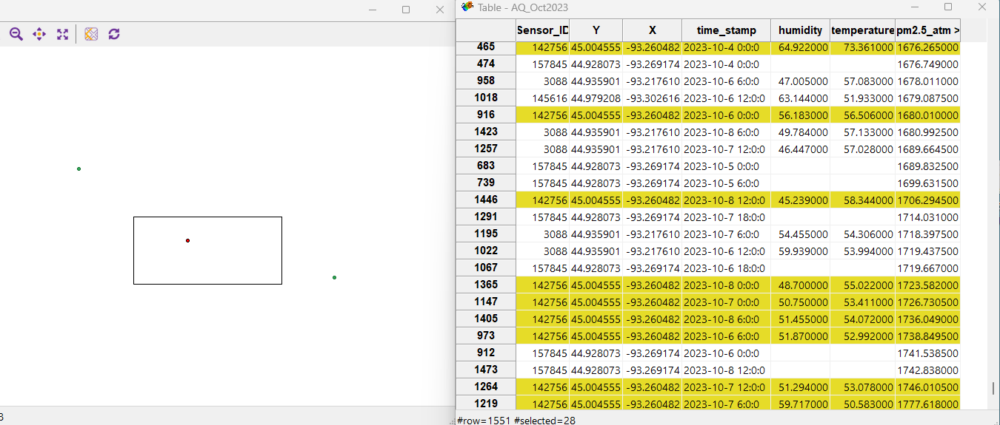 Table - AQ_Oct2023
Sensor_ID Y X time_stamp humidity temperature pm2.5_atm >
465 142756 45.004555 -93.260482 2023-10-4 0:0:0 64.922000 73.361000 1676.265000
474 157845 44.928073 -93.269174 2023-10-4 0:0:0 1676.749000
958 3088 44.935901 -93.217610 2023-10-6 6:0:0 47.005000 57.083000 1678.011000
1018 145616 44.979208 -93.302616 2023-10-6 12:0:0 63.144000 51.933000 1679.087500
916 142756 45.004555 -93.260482 2023-10-6 0:0:0 56.183000 56.506000 1680.010000
1423 3088 44.935901 -93.217610 2023-10-8 6:0:0 49.784000 57.133000 1680.992500
1257 3088 44.935901 -93.217610 2023-10-7 12:0:0 46.447000 57.028000 1689.664500
683 157845 44.928073 -93.269174 2023-10-5 0:0:0 1689.832500
739 157845 44.928073 -93.269174 2023-10-5 6:0:0 1699.631500
1446 142756 45.004555 -93.260482 2023-10-8 12:0:0 45.239000 58.344000 1706.294500
1291 157845 44.928073 -93.269174 2023-10-7 18:0:0 1714.031000
1195 3088 44.935901 -93.217610 2023-10-7 6:0:0 54.455000 54.306000 1718.397500
1022 3088 44.935901 -93.217610 2023-10-6 12:0:0 59.939000 53.994000 1719.437500
1067 157845 44.928073 -93.269174 2023-10-6 18:0:0 1719.667000
1365 142756 45.004555 -93.260482 2023-10-8 0:0:0 48.700000 55.022000 1723.582000
1147 142756 45.004555 -93.260482 2023-10-7 0:0:0 50.750000 53.411000 1726.730500
1405 142756 45.004555 -93.260482 2023-10-8 6:0:0 51.455000 54.072000 1736.049000
973 142756 45.004555 -93.260482 2023-10-6 6:0:0 51.870000 52.992000 1738.849500
912 157845 44.928073 -93.269174 2023-10-6 0:0:0 1741.538500
1473 157845 44.928073 -93.269174 2023-10-8 12:0:0 1742.838000
1264 142756 45.004555 -93.260482 2023-10-7 12:0:0 51.294000 53.078000 1746.010500
1219 142756 45.004555 -93.260482 2023-10-7 6:0:0 59.717000 50.583000 1777.618000
#row=1551 #selected=28